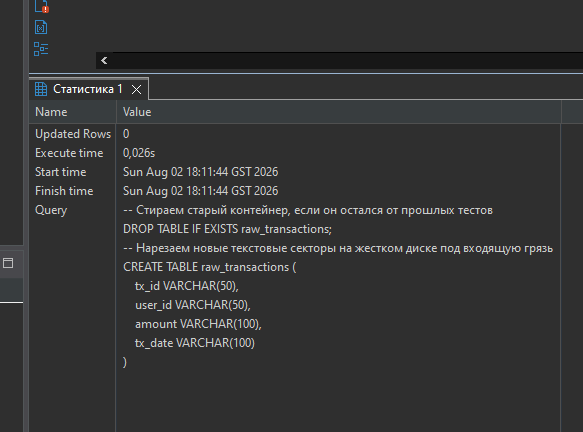 Статистика 1
Name Value
Updated Rows 0
Execute time 0,026s
Start time Sun Aug 02 18:11:44 GST 2026
Finish time Sun Aug 02 18:11:44 GST 2026
Query -- Стираем старый контейнер, если он остался от прошлых тестов
DROP TABLE IF EXISTS raw_transactions;
-- Нарезаем новые текстовые секторы на жестком диске под входящую грязь
CREATE TABLE raw_transactions (
tx_id VARCHAR(50),
user_id VARCHAR(50),
amount VARCHAR(100),
tx_date VARCHAR(100)
)